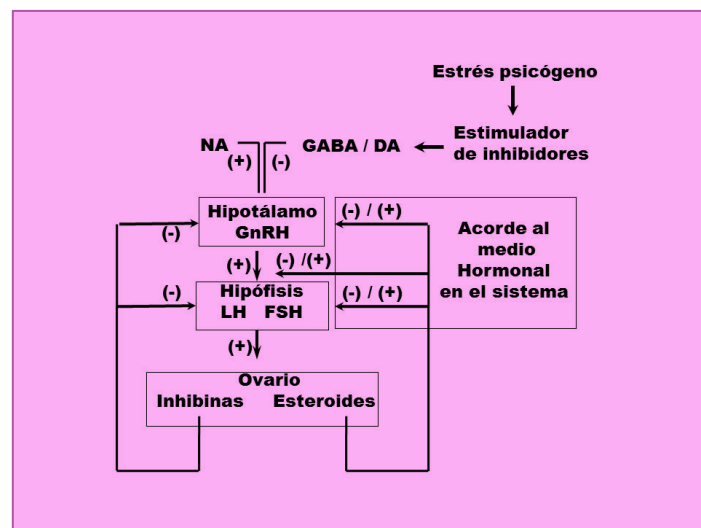 Estrés psicógeno
Estimulador
de inhibidores
NA
GABA / DA
(+)
(-)
Hipotálamo
GnRH
(-)
(-) / (+)
Acorde al
medio
Hormonal
en el sistema
(+)
(-) /(+)
Hipófisis
LH FSH
(-)
(-) / (+)
(+)
Ovario
Inhibinas Esteroides